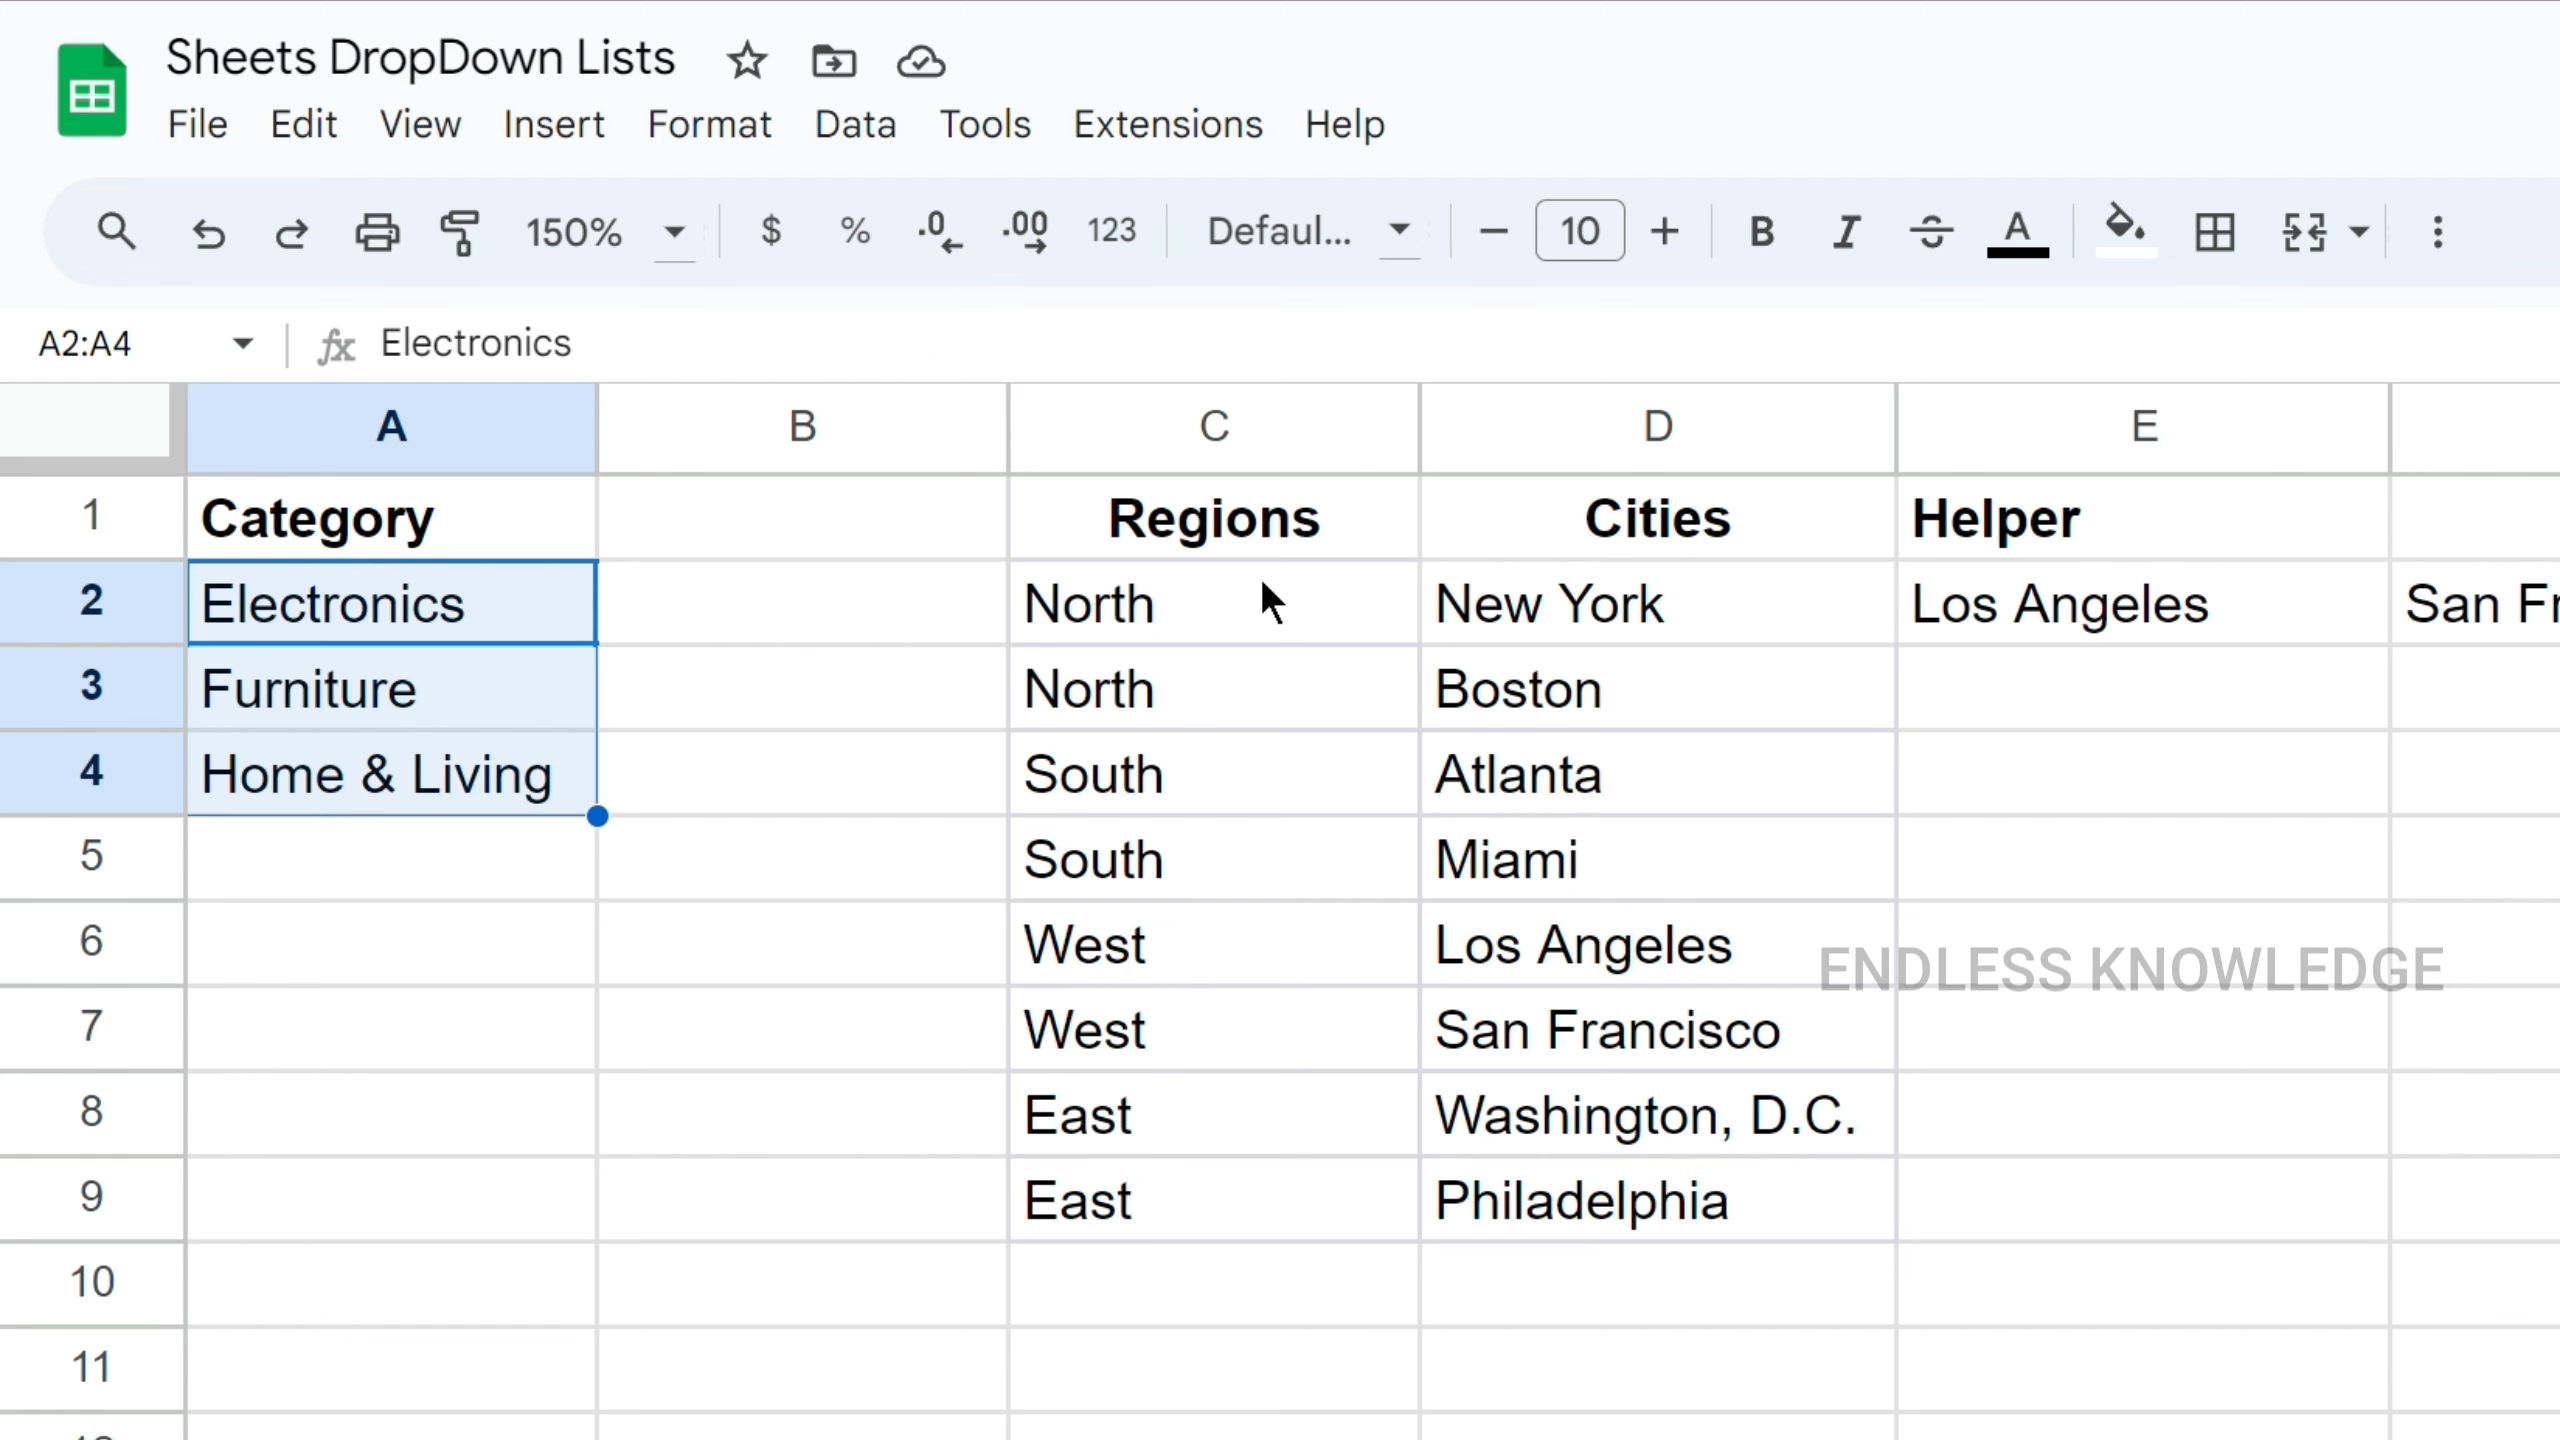 Sheets DropDown Lists
File Edit View Insert Format Data Tools Extensions Help
150% $ % .0 .00 123 Defaul... 10 B I S A
A2:A4 fx Electronics
A B C D E
1 Category Regions Cities Helper
2 Electronics North New York Los Angeles San Fr
3 Furniture North Boston
4 Home & Living South Atlanta
5 South Miami
6 West Los Angeles
ENDLESS KNOWLEDGE
7 West San Francisco
8 East Washington, D.C.
9 East Philadelphia
10
11